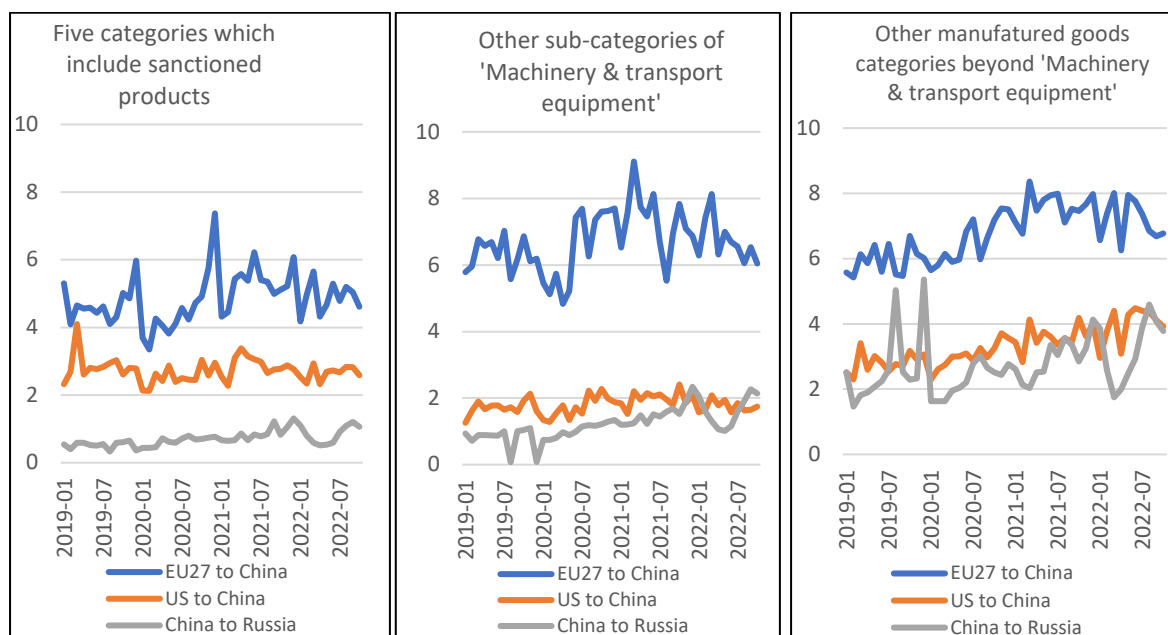 Five categories which
include sanctioned
products
10
8
6
4
2
0
2019-01
2019-07
2020-01
2020-07
2021-01
2021-07
2022-01
2022-07
EU27 to China
US to China
China to Russia
Other sub-categories of
'Machinery & transport
equipment'
10
8
6
4
2
0
2019-01
2019-07
2020-01
2020-07
2021-01
2021-07
2022-01
2022-07
EU27 to China
US to China
China to Russia
Other manufatured goods
categories beyond 'Machinery
& transport equipment'
10
8
6
4
2
0
2019-01
2019-07
2020-01
2020-07
2021-01
2021-07
2022-01
2022-07
EU27 to China
US to China
China to Russia